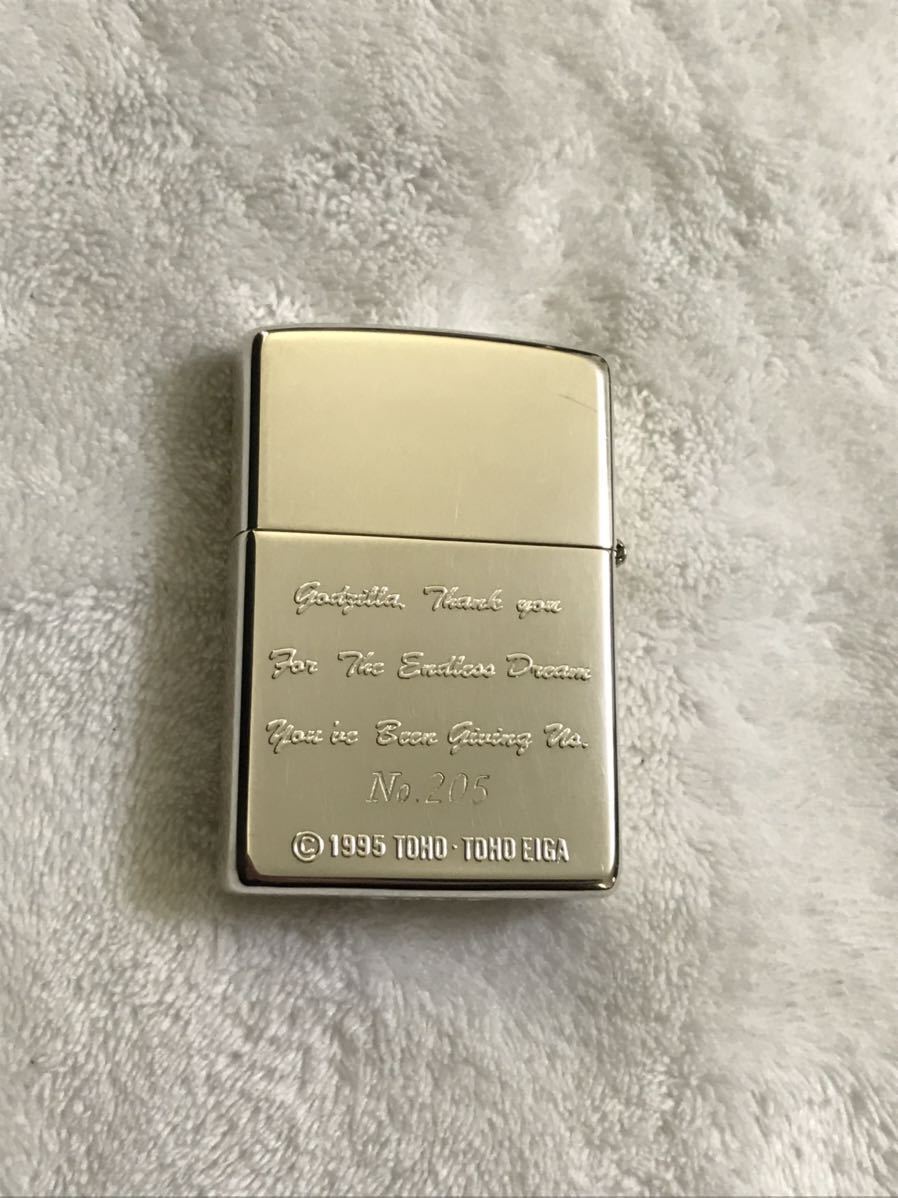 Godzilla, Thank you
For The Endless Dream
You've Been Giving Us.
No.205
© 1995 TOHO・TOHO EIGA